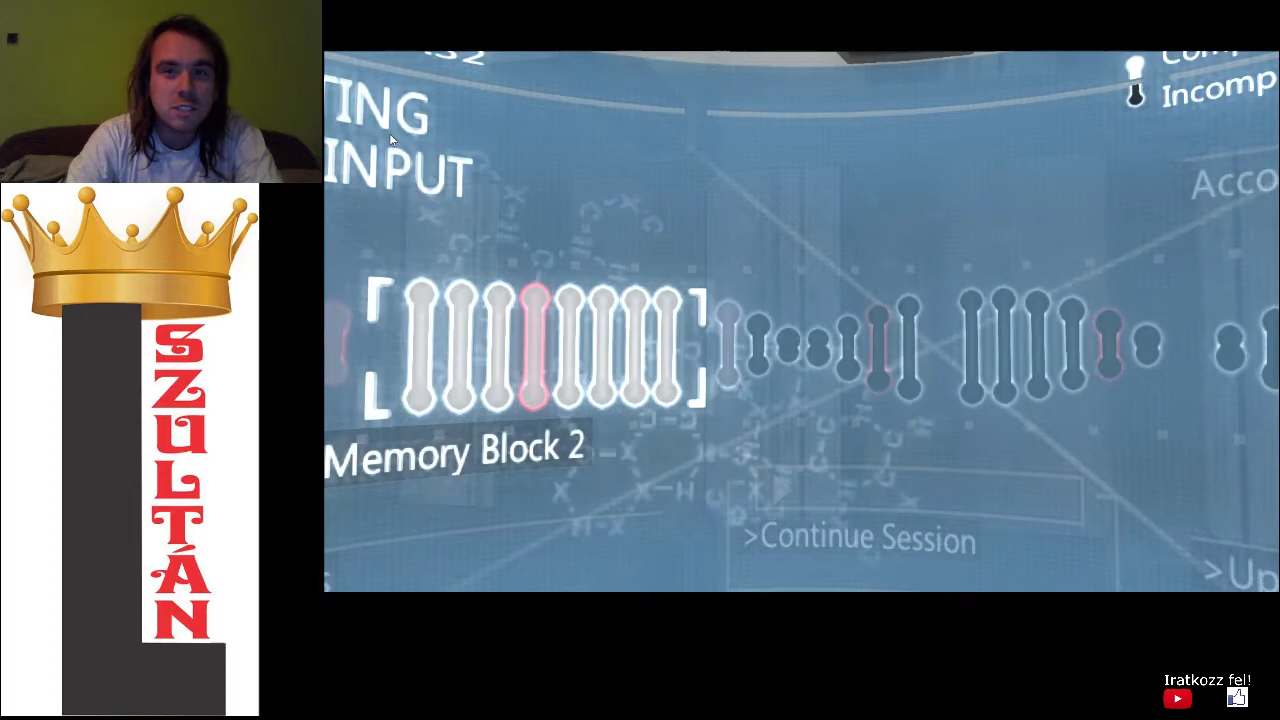 TING
INPUT
Incomp
Acco
Memory Block 2
>Continue Session
>Up
L
SZULTÁN
Iratkozz fel!